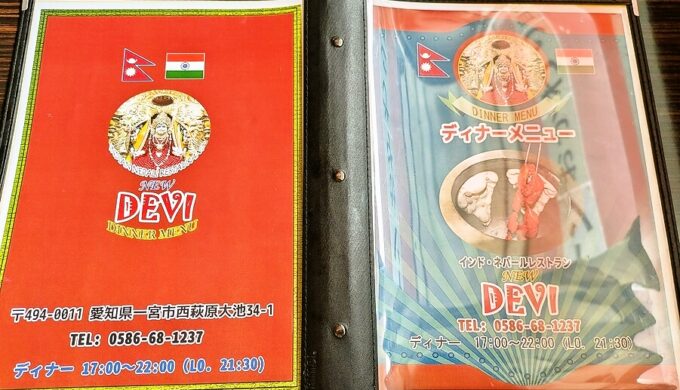 NEW
DEVI
DINNER MENU
〒494-0011 愛知県一宮市西萩原大池34-1
TEL: 0586-68-1237
ディナー 17:00～22:00 (LO. 21:30)
DINNER MENU
ディナーメニュー
インド・ネパールレストラン
NEW
DEVI
TEL: 0586-68-1237
ディナー 17:00～22:00 (LO. 21:30)